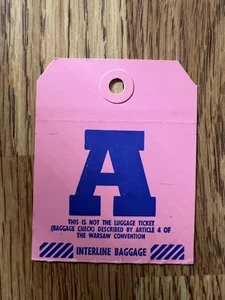 A
THIS IS NOT THE LUGGAGE TICKET
(BAGGAGE CHECK) DESCRIBED BY ARTICLE 4 OF
THE WARSAW CONVENTION
INTERLINE BAGGAGE